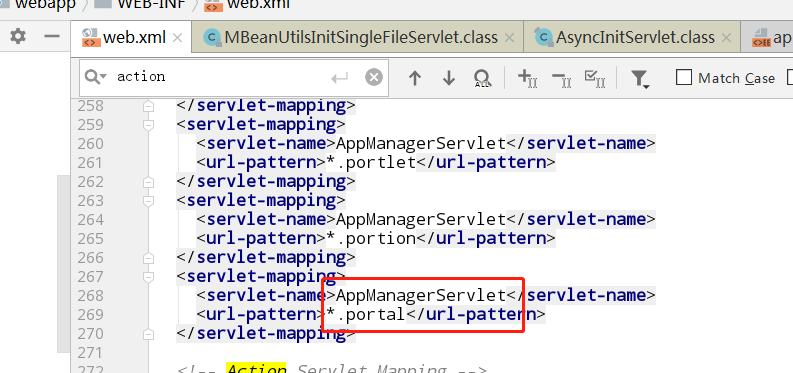 webapp WEB-INF web.xml
web.xml MBeanUtilsInitSingleFileServlet.class AsyncInitServlet.class ap
action Match Case
258 </servlet-mapping>
259 <servlet-mapping>
260 <servlet-name>AppManagerServlet</servlet-name>
261 <url-pattern>*.portlet</url-pattern>
262 </servlet-mapping>
263 <servlet-mapping>
264 <servlet-name>AppManagerServlet</servlet-name>
265 <url-pattern>*.portion</url-pattern>
266 </servlet-mapping>
267 <servlet-mapping>
268 <servlet-name>AppManagerServlet</servlet-name>
269 <url-pattern>*.portal</url-pattern>
270 </servlet-mapping>
271
272 <!-- Action Servlet Mapping -->